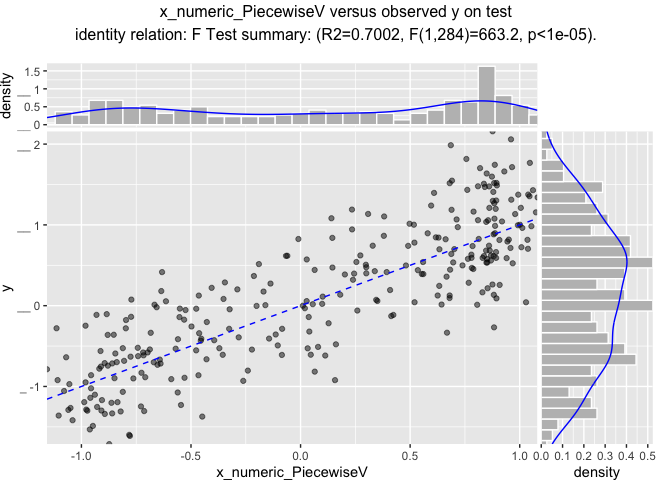 x_numeric_PiecewiseV versus observed y on test
identity relation: F Test summary: (R2=0.7002, F(1,284)=663.2, p<1e-05).
density
1.5
1.0
0.5
0
2
1
0
-1
y
-1.0 -0.5 0.0 0.5 1.0
x_numeric_PiecewiseV
0.0 0.1 0.2 0.3 0.4 0.5
density